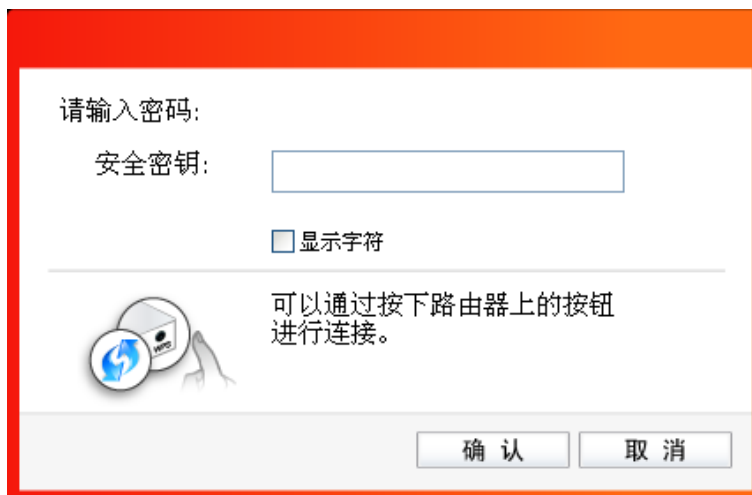 请输入密码:
安全密钥:
显示字符
可以通过按下路由器上的按钮
进行连接。
WPS
确 认
取 消